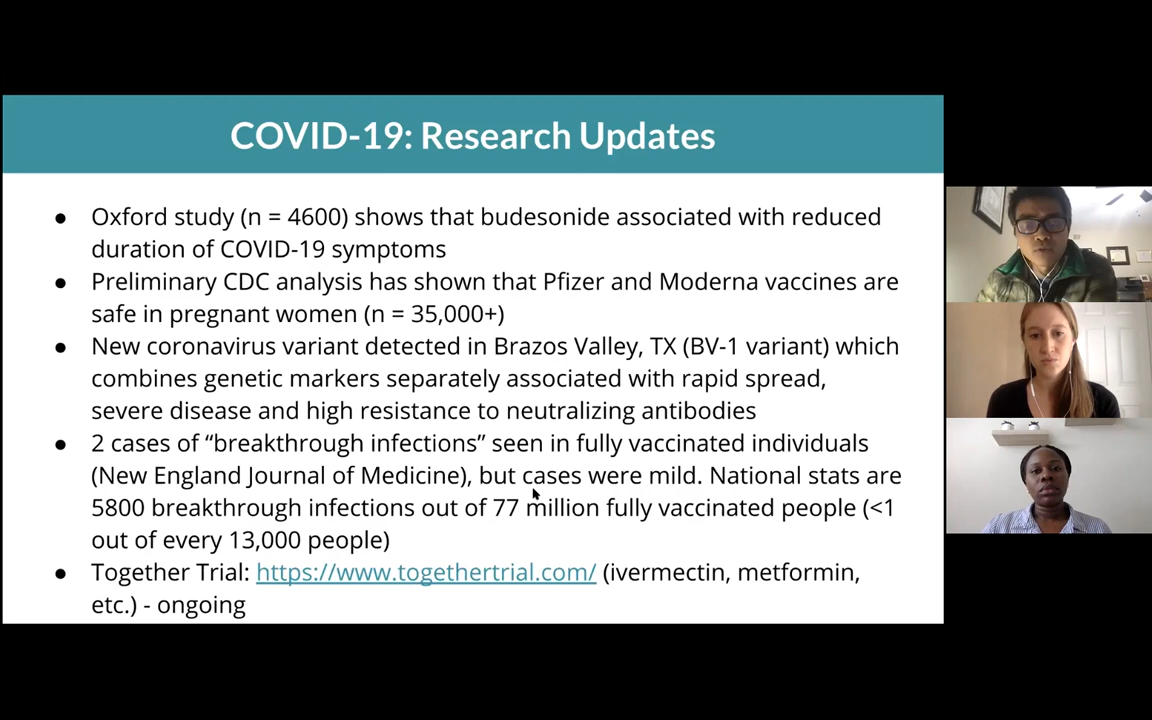 COVID-19: Research Updates
● Oxford study (n = 4600) shows that budesonide associated with reduced
duration of COVID-19 symptoms
● Preliminary CDC analysis has shown that Pfizer and Moderna vaccines are
safe in pregnant women (n = 35,000+)
● New coronavirus variant detected in Brazos Valley, TX (BV-1 variant) which
combines genetic markers separately associated with rapid spread,
severe disease and high resistance to neutralizing antibodies
● 2 cases of “breakthrough infections” seen in fully vaccinated individuals
(New England Journal of Medicine), but cases were mild. National stats are
5800 breakthrough infections out of 77 million fully vaccinated people (<1
out of every 13,000 people)
● Together Trial: https://www.togethertrial.com/ (ivermectin, metformin,
etc.) - ongoing